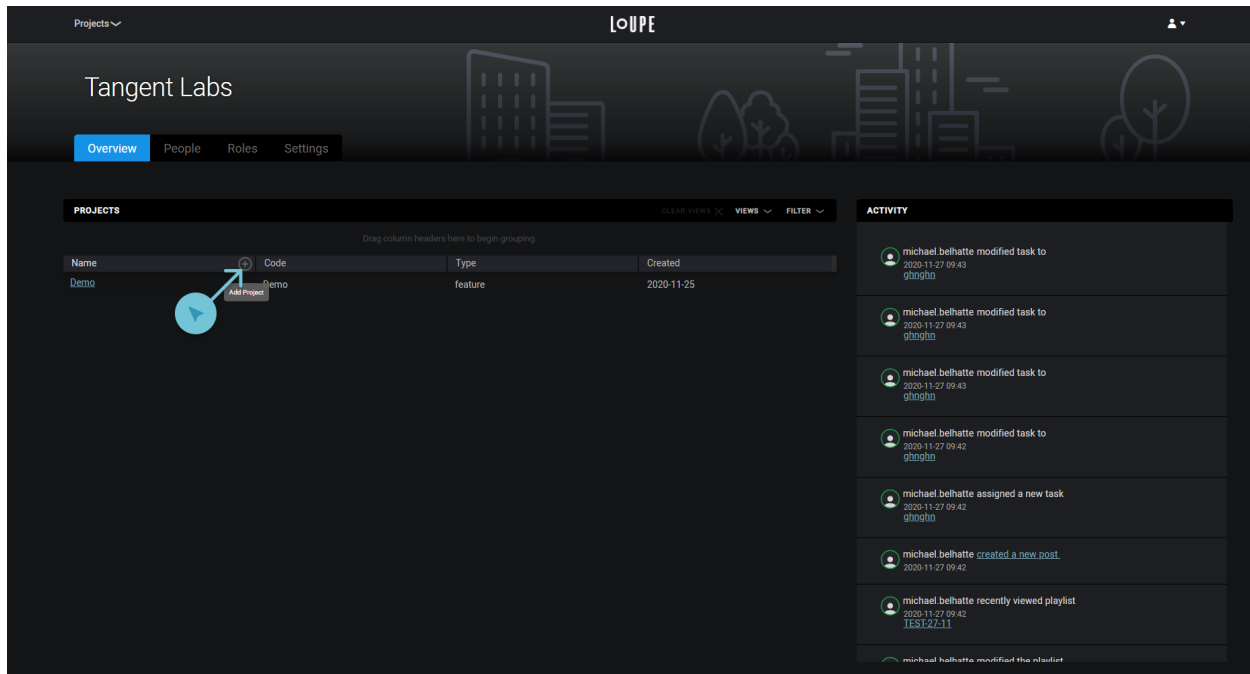 Projects
LOUPE
Tangent Labs
Overview People Roles Settings
PROJECTS
CLEAR VIEWS VIEWS FILTER
Drag column headers here to begin grouping.
Name Code Type Created
Demo Demo feature 2020-11-25
Add Project
ACTIVITY
michael.belhatte modified task to
2020-11-27 09:43
ghnghn
michael.belhatte modified task to
2020-11-27 09:43
ghnghn
michael.belhatte modified task to
2020-11-27 09:43
ghnghn
michael.belhatte modified task to
2020-11-27 09:42
ghnghn
michael.belhatte assigned a new task
2020-11-27 09:42
ghnghn
michael.belhatte created a new post
2020-11-27 09:42
michael.belhatte recently viewed playlist
2020-11-27 09:42
TEST-27-11
michael.belhatte modified the playlist